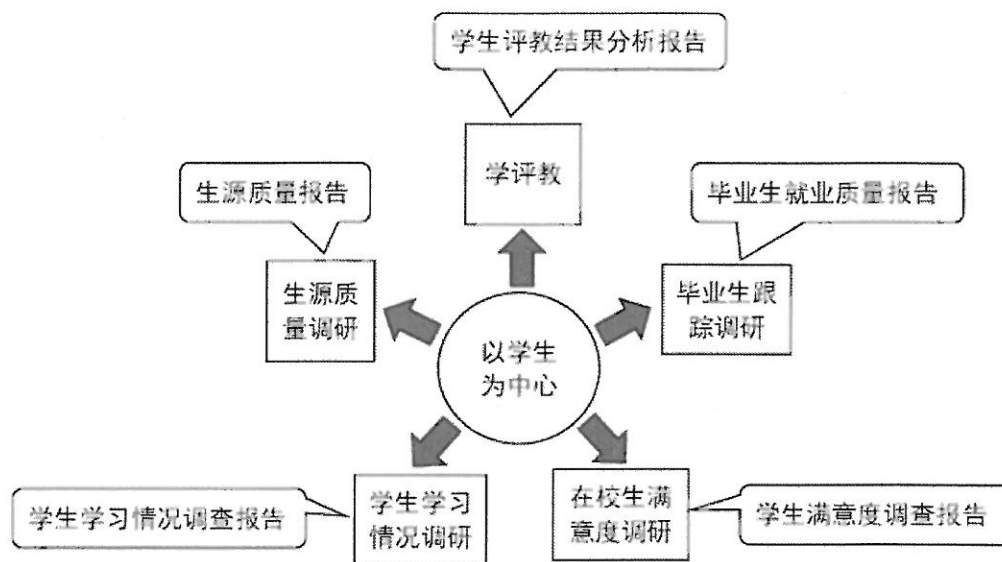 学生评教结果分析报告
学评教
生源质量报告
毕业生就业质量报告
生源质
量调研
毕业生跟
踪调研
以学生
为中心
学生学习
情况调研
在校生满
意度调研
学生学习情况调查报告
学生满意度调查报告